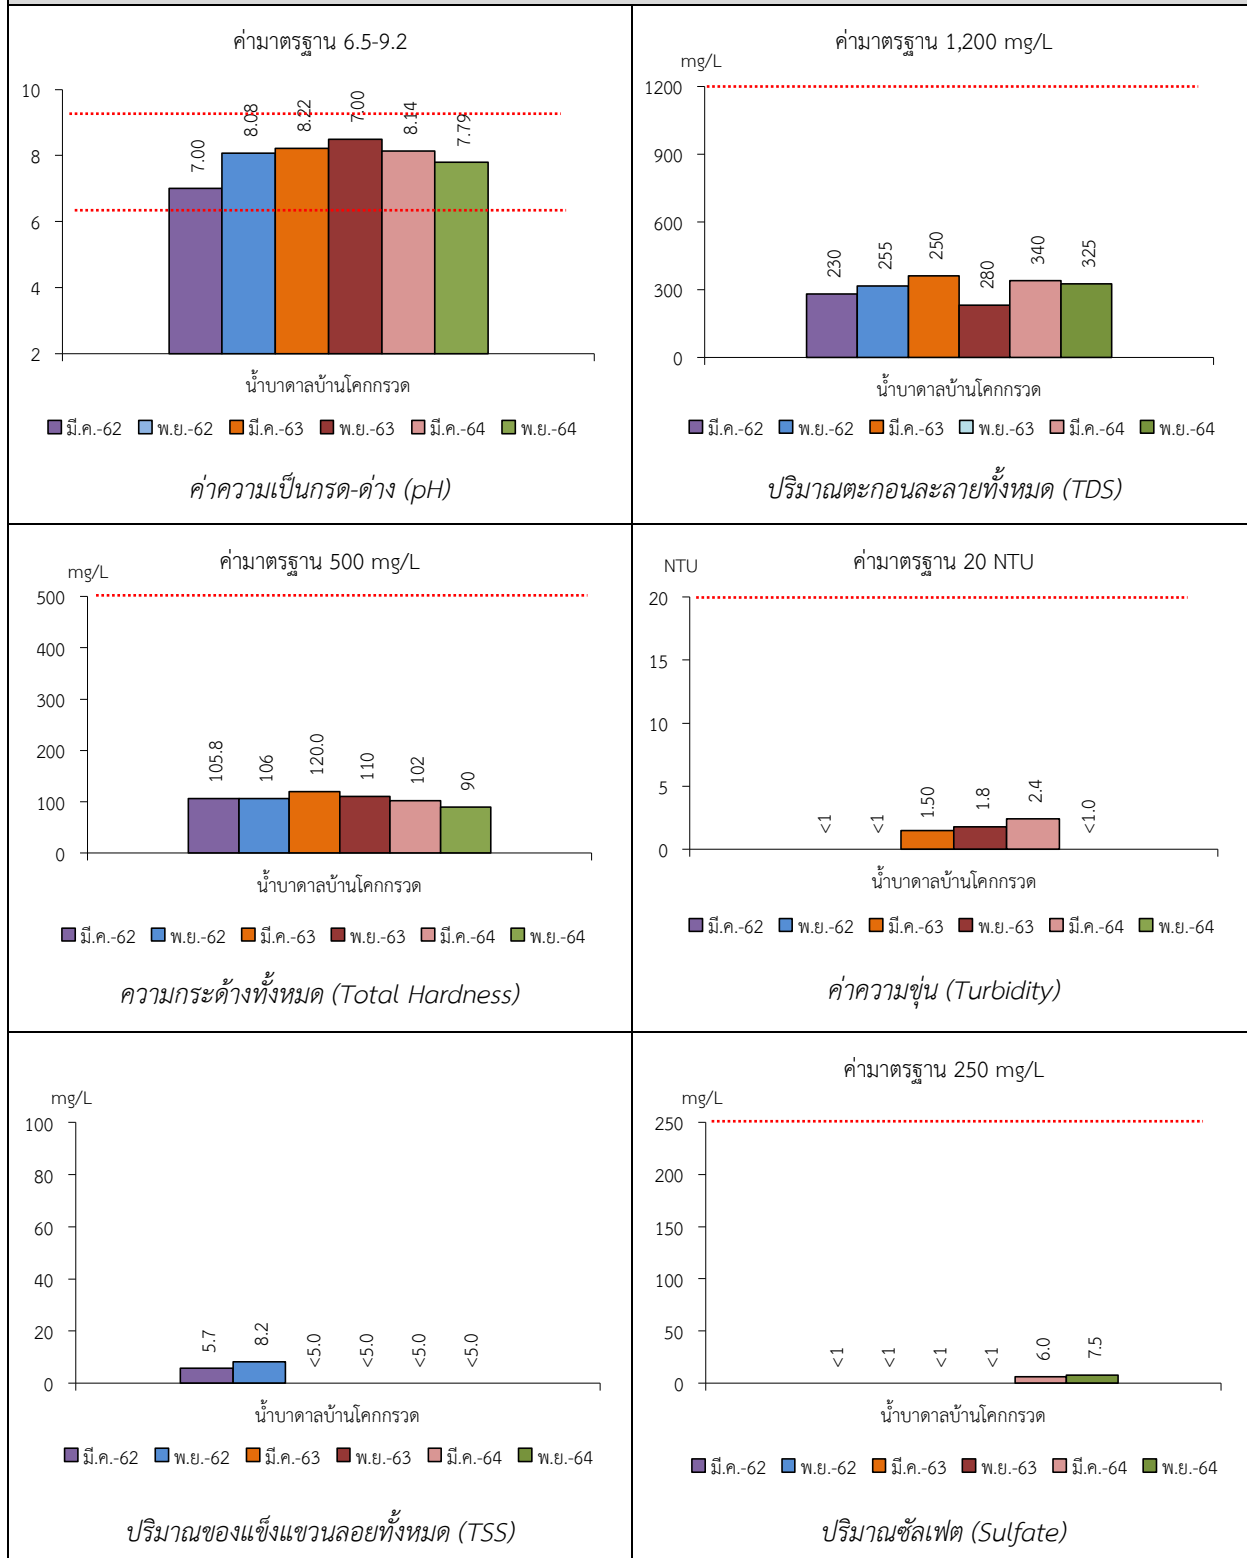 ค่ามาตรฐาน 6.5-9.2
10
8
6
4
2
7.00
8.08
8.22
7.00
8.14
7.79
น้ำบาดาลบ้านโคกกรวด
มี.ค.-62 พ.ย.-62 มี.ค.-63 พ.ย.-63 มี.ค.-64 พ.ย.-64
ค่าความเป็นกรด-ด่าง (pH)
ค่ามาตรฐาน 1,200 mg/L
mg/L
1200
900
600
300
0
230
255
250
280
340
325
น้ำบาดาลบ้านโคกกรวด
มี.ค.-62 พ.ย.-62 มี.ค.-63 พ.ย.-63 มี.ค.-64 พ.ย.-64
ปริมาณตะกอนละลายทั้งหมด (TDS)
ค่ามาตรฐาน 500 mg/L
mg/L
500
400
300
200
100
0
105.8
106
120.0
110
102
90
น้ำบาดาลบ้านโคกกรวด
มี.ค.-62 พ.ย.-62 มี.ค.-63 พ.ย.-63 มี.ค.-64 พ.ย.-64
ความกระด้างทั้งหมด (Total Hardness)
ค่ามาตรฐาน 20 NTU
NTU
20
15
10
5
0
<1
<1
1.50
1.8
2.4
<1.0
น้ำบาดาลบ้านโคกกรวด
มี.ค.-62 พ.ย.-62 มี.ค.-63 พ.ย.-63 มี.ค.-64 พ.ย.-64
ค่าความขุ่น (Turbidity)
mg/L
100
80
60
40
20
0
5.7
8.2
<5.0
<5.0
<5.0
<5.0
น้ำบาดาลบ้านโคกกรวด
มี.ค.-62 พ.ย.-62 มี.ค.-63 พ.ย.-63 มี.ค.-64 พ.ย.-64
ปริมาณของแข็งแขวนลอยทั้งหมด (TSS)
ค่ามาตรฐาน 250 mg/L
mg/L
250
200
150
100
50
0
<1
<1
<1
<1
6.0
7.5
น้ำบาดาลบ้านโคกกรวด
มี.ค.-62 พ.ย.-62 มี.ค.-63 พ.ย.-63 มี.ค.-64 พ.ย.-64
ปริมาณซัลเฟต (Sulfate)